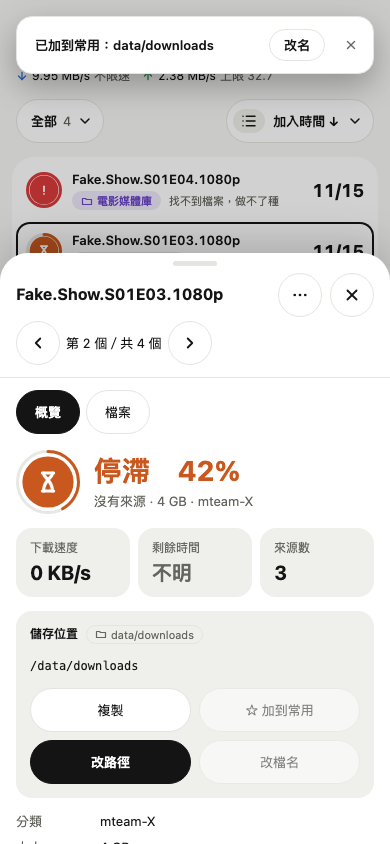 已加到常用：data/downloads 改名
9.95 MB/s 不限速 2.38 MB/s 上限 32.7
全部 4 加入時間 ↓
Fake.Show.S01E04.1080p
電影媒體庫 找不到檔案，做不了種 11/15
Fake.Show.S01E03.1080p
11/15
Fake.Show.S01E03.1080p
第 2 個 / 共 4 個
概覽 檔案
停滯 42%
沒有來源 · 4 GB · mteam-X
下載速度 剩餘時間 來源數
0 KB/s 不明 3
儲存位置 data/downloads
/data/downloads
複製 ☆ 加到常用
改路徑 改檔名
分類 mteam-X